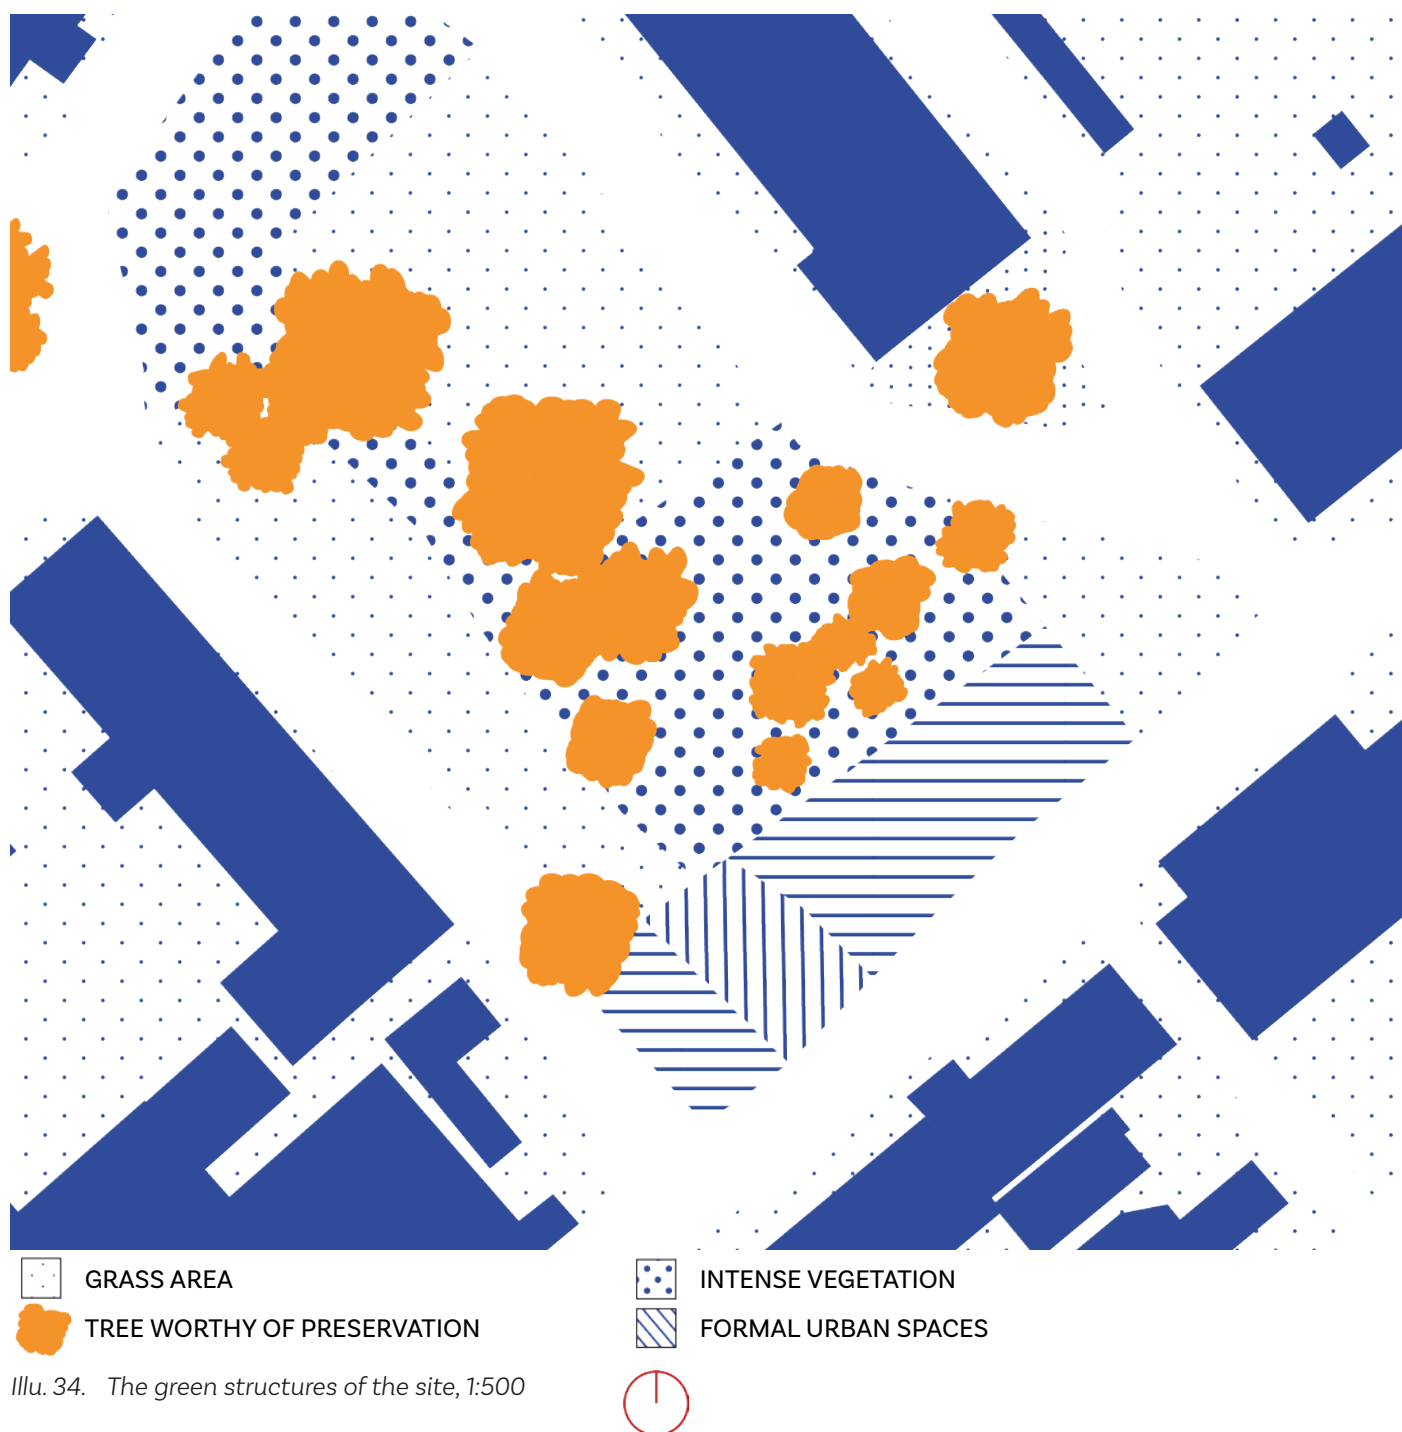 GRASS AREA
INTENSE VEGETATION
TREE WORTHY OF PRESERVATION
FORMAL URBAN SPACES
Illu. 34. The green structures of the site, 1:500